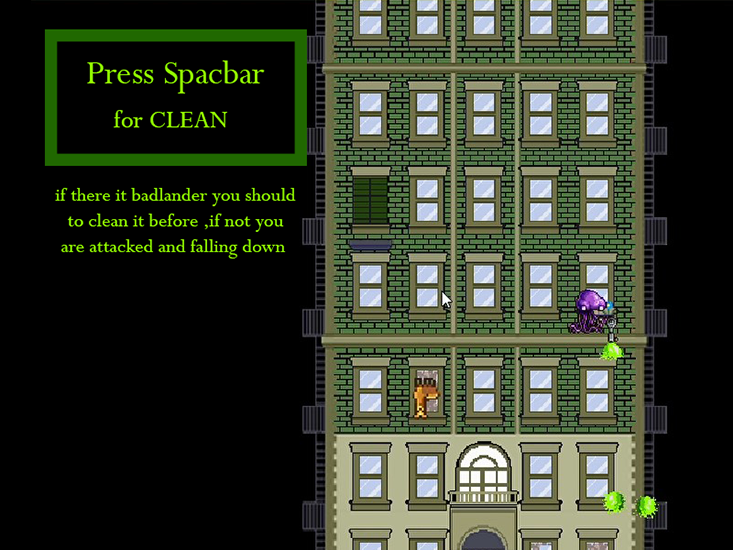 Press Spacbar
for CLEAN
if there it badlander you should
to clean it before ,if not you
are attacked and falling down